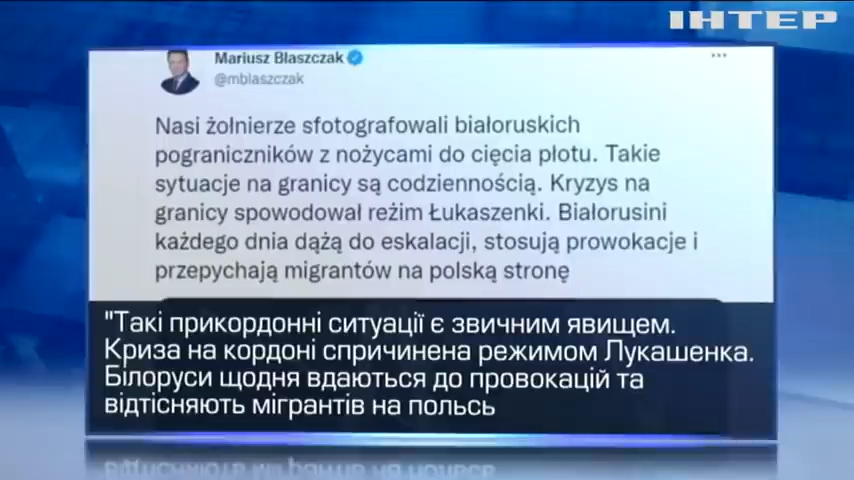 ІНТЕР
Mariusz Błaszczak
@mblaszczak
Nasi żołnierze sfotografowali białoruskich
pograniczników z nożycami do cięcia płotu. Takie
sytuacje na granicy są codziennością. Kryzys na
granicy spowodował reżim Łukaszenki. Białorusini
każdego dnia dążą do eskalacji, stosują prowokacje i
przepychają migrantów na polską stronę
"Такі прикордонні ситуації є звичним явищем.
Криза на кордоні спричинена режимом Лукашенка.
Білоруси щодня вдаються до провокацій та
відтісняють мігрантів на польсь